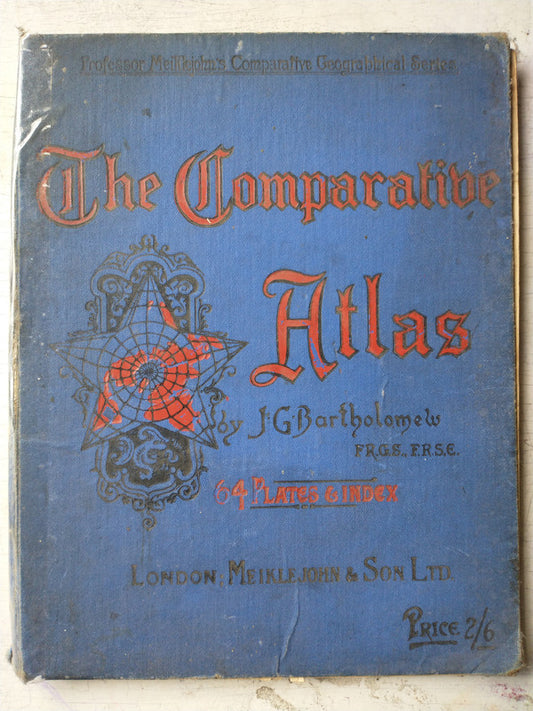 Professor Meiklejohn's Comparative Geographical Series.
The Comparative
Atlas
by J·G·Bartholomew
F.R.G.S., F.R.S.E.
64 PLATES & INDEX
LONDON, MEIKLEJOHN & SON LTD.
PRICE 2/6